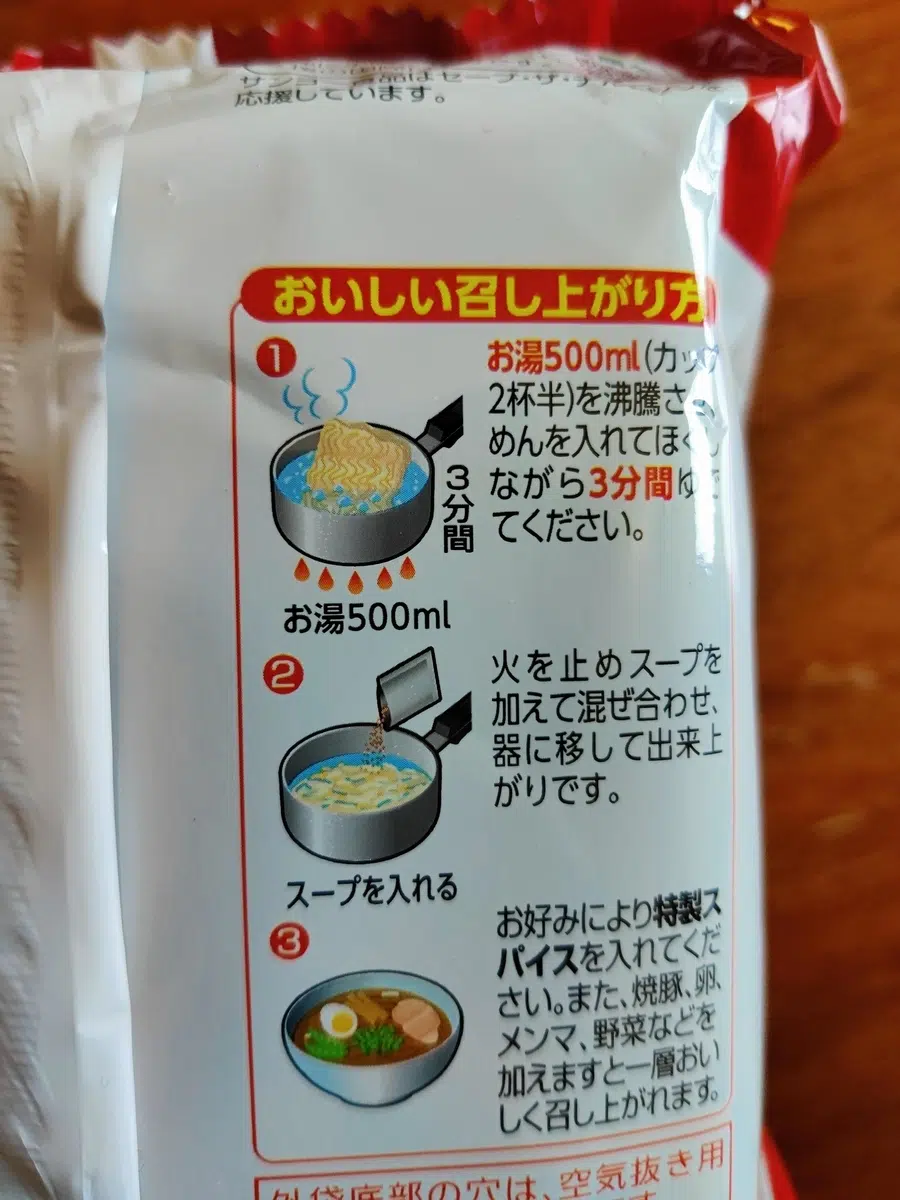 応援しています。
おいしい召し上がり方
1
お湯500ml(カップ
2杯半)を沸騰さ
めんを入れてほぐし
ながら3分間ゆで
てください。
3分間
お湯500ml
2
火を止めスープを
加えて混ぜ合わせ、
器に移して出来上
がりです。
スープを入れる
3
お好みにより特製ス
パイスを入れてくだ
さい。また、焼豚、卵、
メンマ、野菜などを
加えますと一層おい
しく召し上がれます。
外袋底部の穴は、空気抜き用